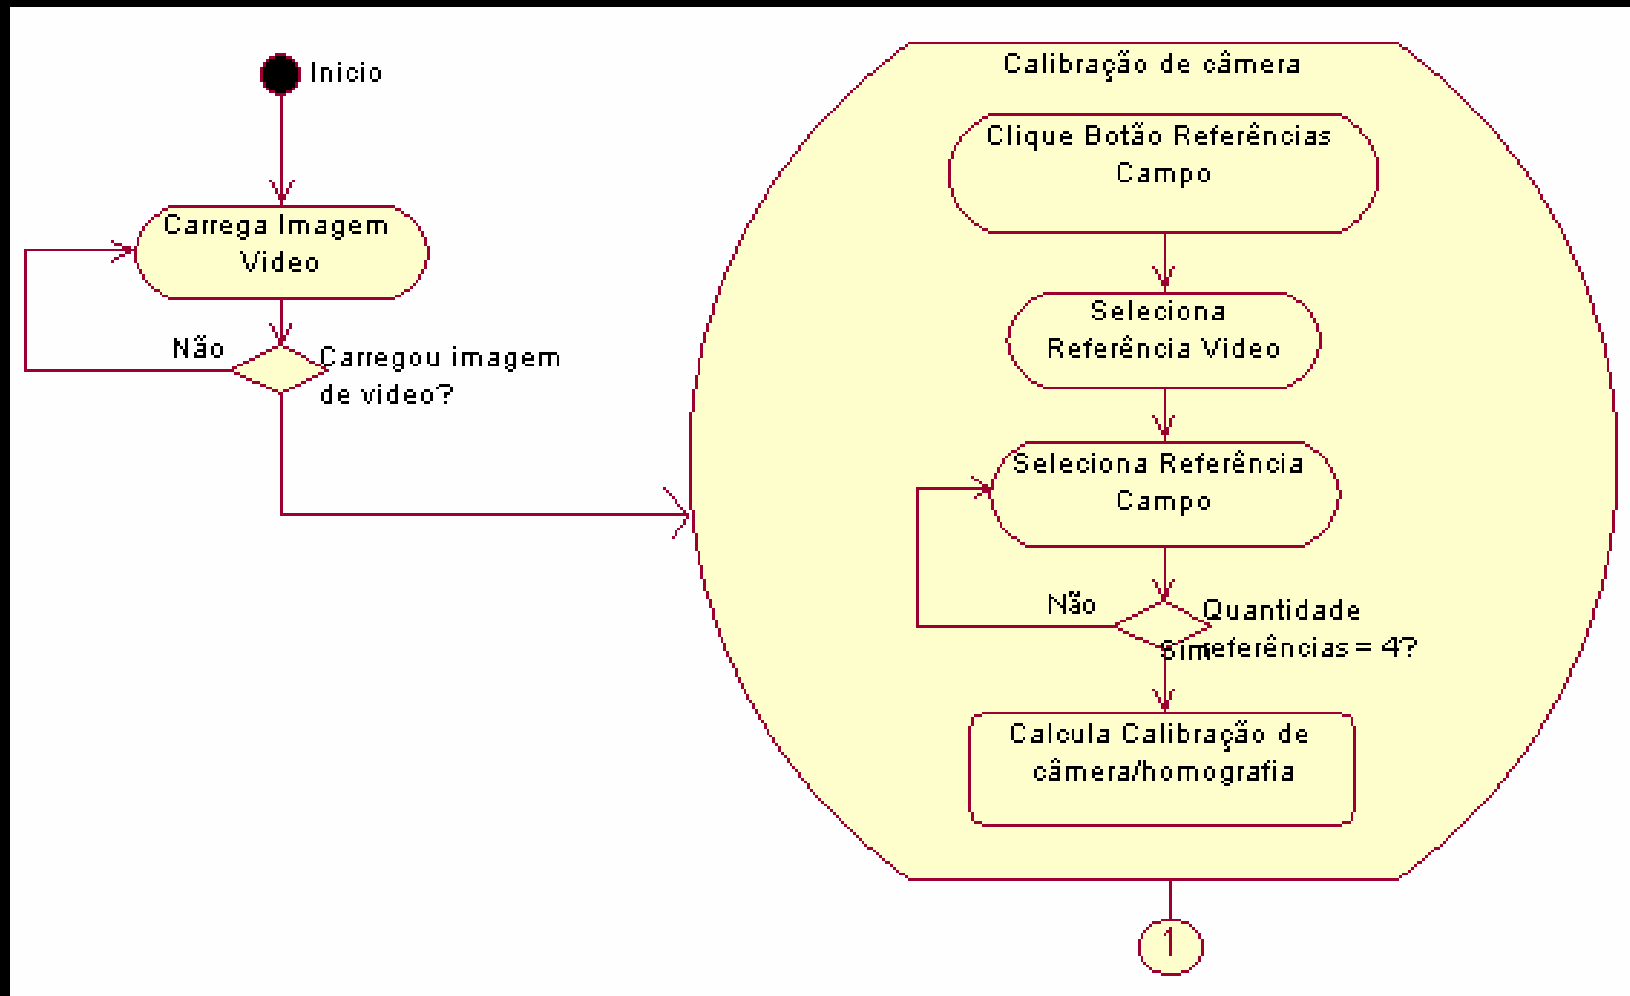 Inicio
Carrega Imagem
Video
Não
Carregou imagem
de video?
Calibração de câmera
Clique Botão Referências
Campo
Seleciona
Referência Video
Seleciona Referência
Campo
Não
Quantidade
referências = 4?
Sim
Calcula Calibração de
câmera/homografia
1